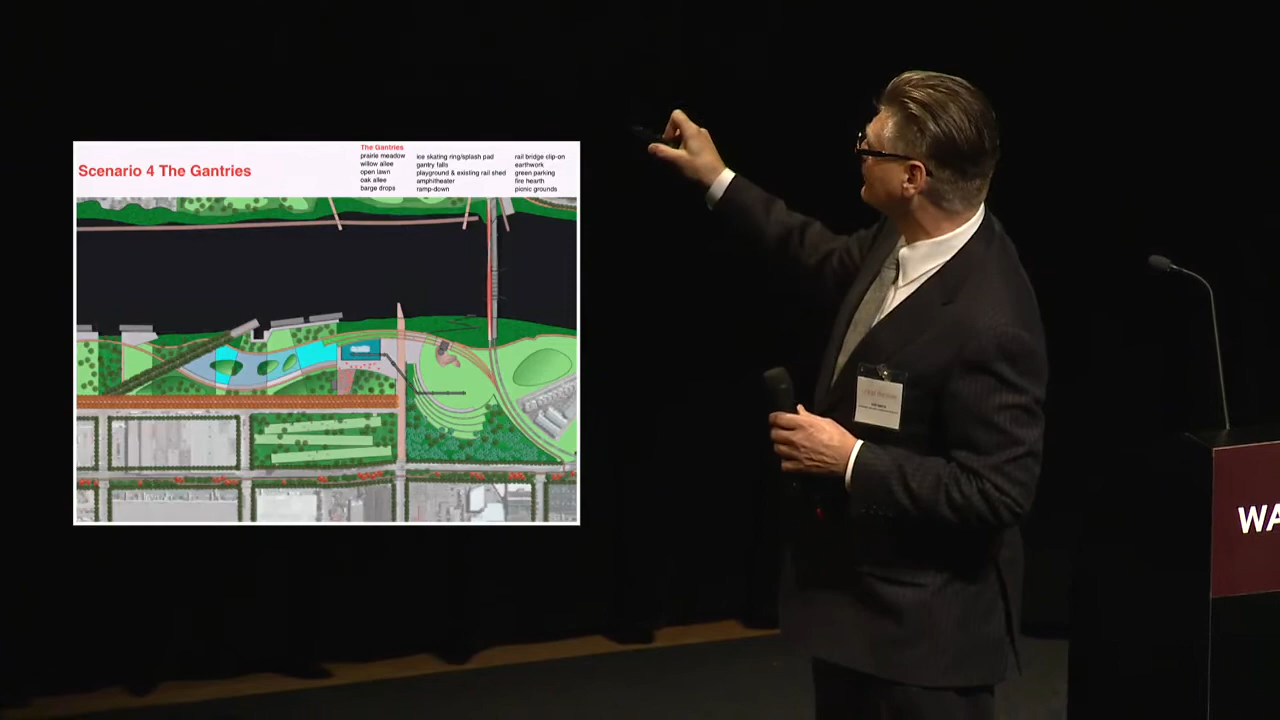 Scenario 4 The Gantries
The Gantries
prairie meadow
willow allee
open lawn
oak allee
barge drops
ice skating ring/splash pad
gantry falls
playground & existing rail shed
amphitheater
ramp-down
rail bridge clip-on
earthwork
green parking
fire hearth
picnic grounds
WA